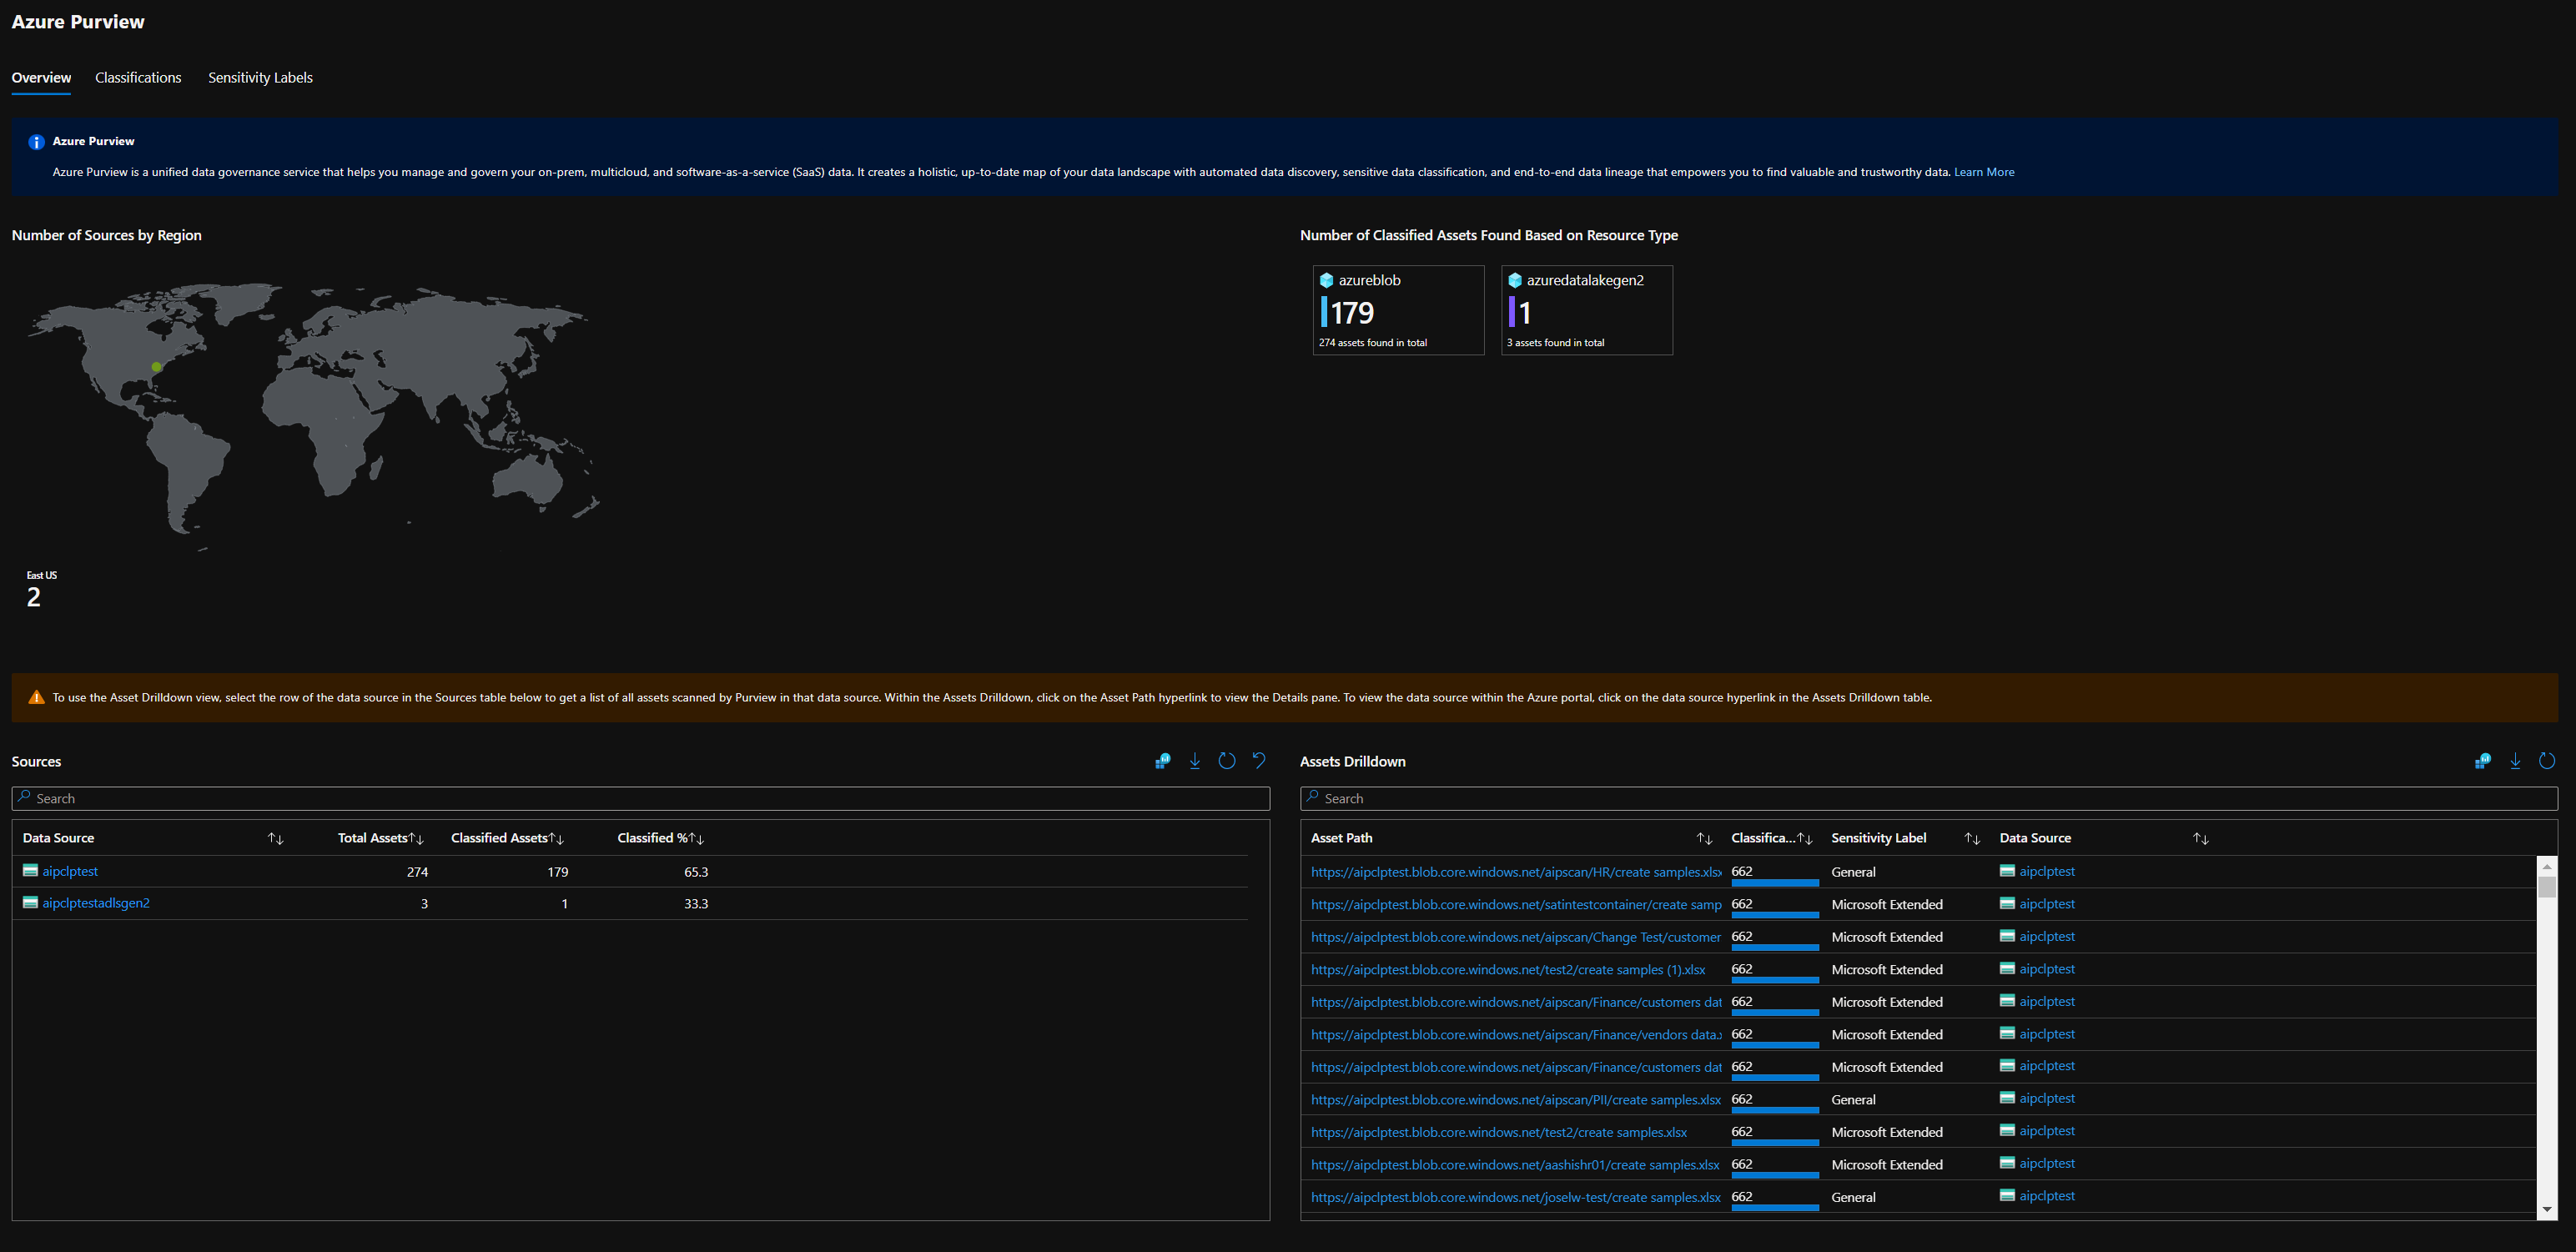 Azure Purview
Overview Classifications Sensitivity Labels
Azure Purview
Azure Purview is a unified data governance service that helps you manage and govern your on-prem, multicloud, and software-as-a-service (SaaS) data. It creates a holistic, up-to-date map of your data landscape with automated data discovery, sensitive data classification, and end-to-end data lineage that empowers you to find valuable and trustworthy data. Learn More
Number of Sources by Region
East US
2
Number of Classified Assets Found Based on Resource Type
azureblob
179
274 assets found in total
azuredatalakegen2
1
3 assets found in total
To use the Asset Drilldown view, select the row of the data source in the Sources table below to get a list of all assets scanned by Purview in that data source. Within the Assets Drilldown, click on the Asset Path hyperlink to view the Details pane. To view the data source within the Azure portal, click on the data source hyperlink in the Assets Drilldown table.
Sources
Search
Data Source Total Assets Classified Assets Classified %
aipclptest 274 179 65.3
aipclptestadlsgen2 3 1 33.3
Assets Drilldown
Search
Asset Path Classifica... Sensitivity Label Data Source
https://aipclptest.blob.core.windows.net/aipscan/HR/create samples.xlsx 662 General aipclptest
https://aipclptest.blob.core.windows.net/satintestcontainer/create samp 662 Microsoft Extended aipclptest
https://aipclptest.blob.core.windows.net/aipscan/Change Test/customer 662 Microsoft Extended aipclptest
https://aipclptest.blob.core.windows.net/test2/create samples (1).xlsx 662 Microsoft Extended aipclptest
https://aipclptest.blob.core.windows.net/aipscan/Finance/customers dat 662 Microsoft Extended aipclptest
https://aipclptest.blob.core.windows.net/aipscan/Finance/vendors data.x 662 Microsoft Extended aipclptest
https://aipclptest.blob.core.windows.net/aipscan/Finance/customers dat 662 Microsoft Extended aipclptest
https://aipclptest.blob.core.windows.net/aipscan/PII/create samples.xlsx 662 General aipclptest
https://aipclptest.blob.core.windows.net/test2/create samples.xlsx 662 Microsoft Extended aipclptest
https://aipclptest.blob.core.windows.net/aashishr01/create samples.xlsx 662 Microsoft Extended aipclptest
https://aipclptest.blob.core.windows.net/joselw-test/create samples.xlsx 662 General aipclptest